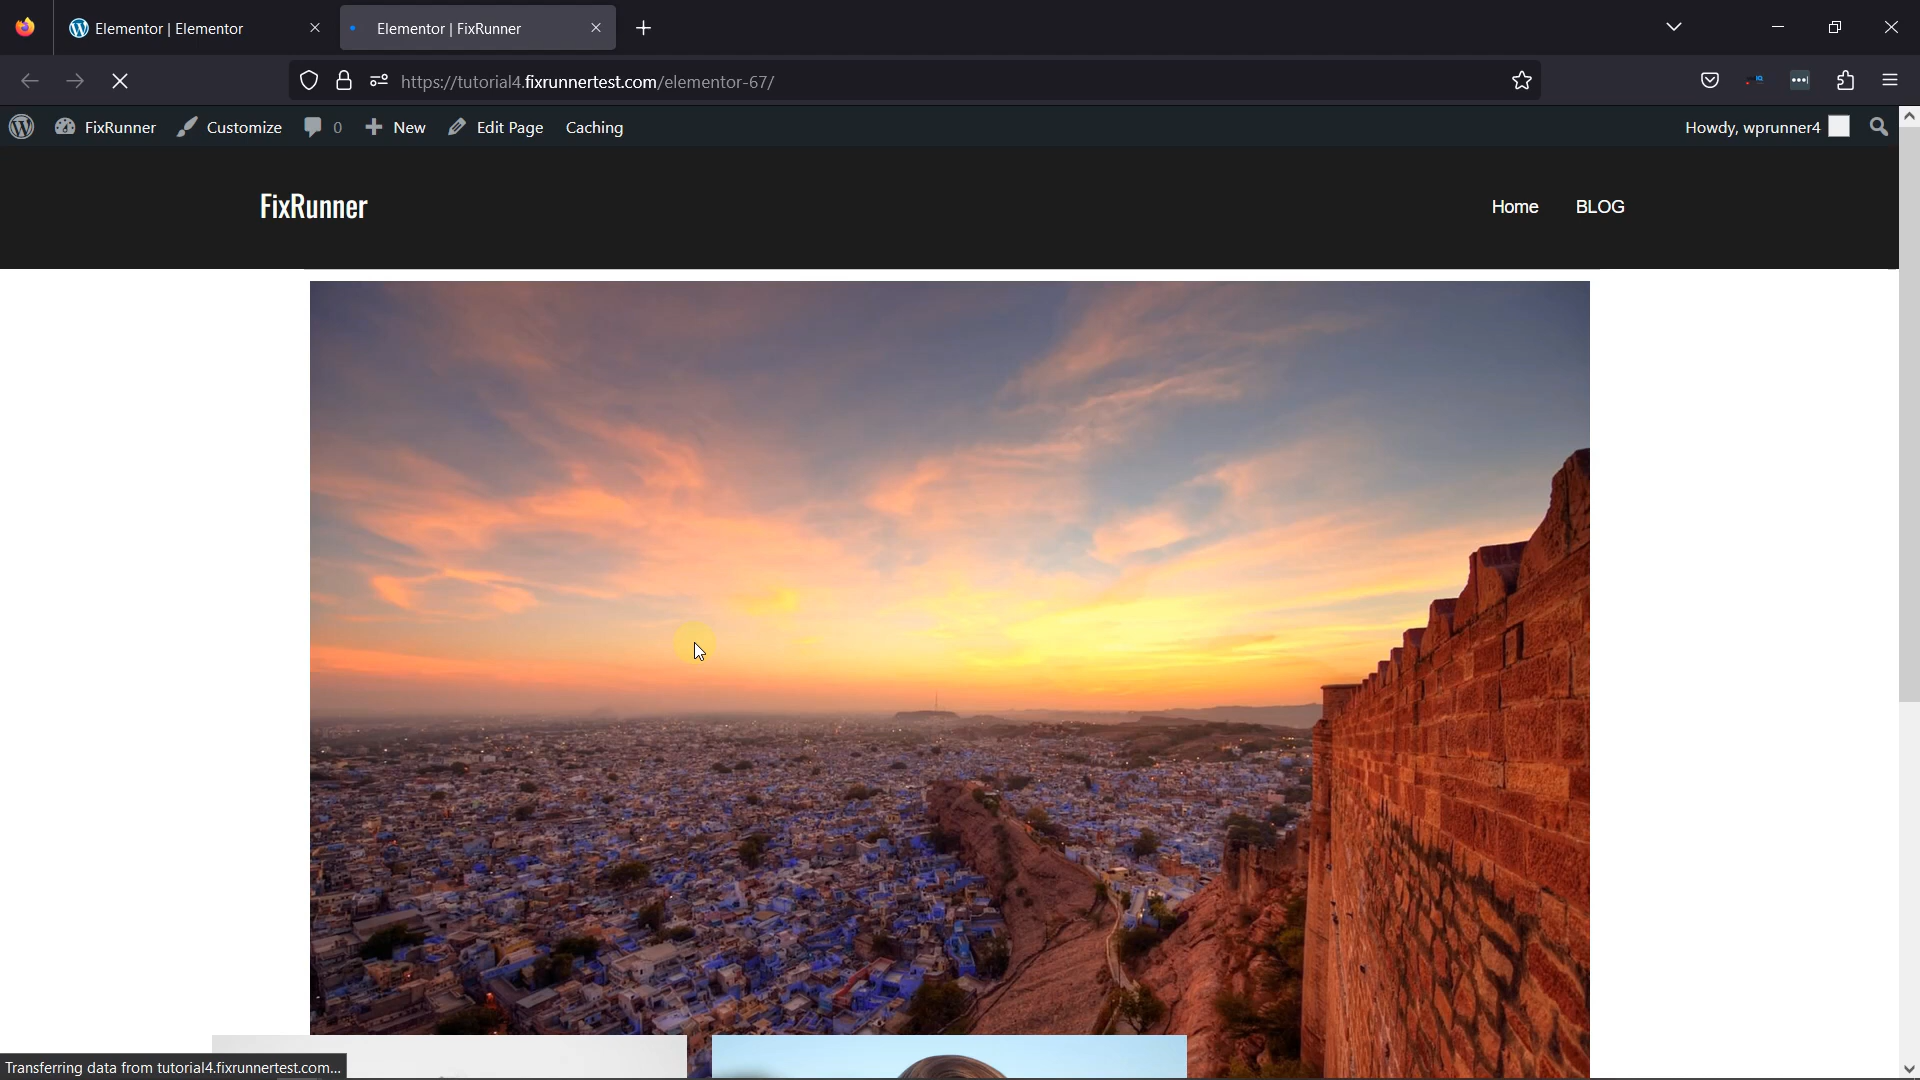 Elementor | Elementor
Elementor | FixRunner
https://tutorial4.fixrunnertest.com/elementor-67/
FixRunner
Customize
0
New
Edit Page
Caching
Howdy, wprunner4
FixRunner
Home
BLOG
Transferring data from tutorial4.fixrunnertest.com...